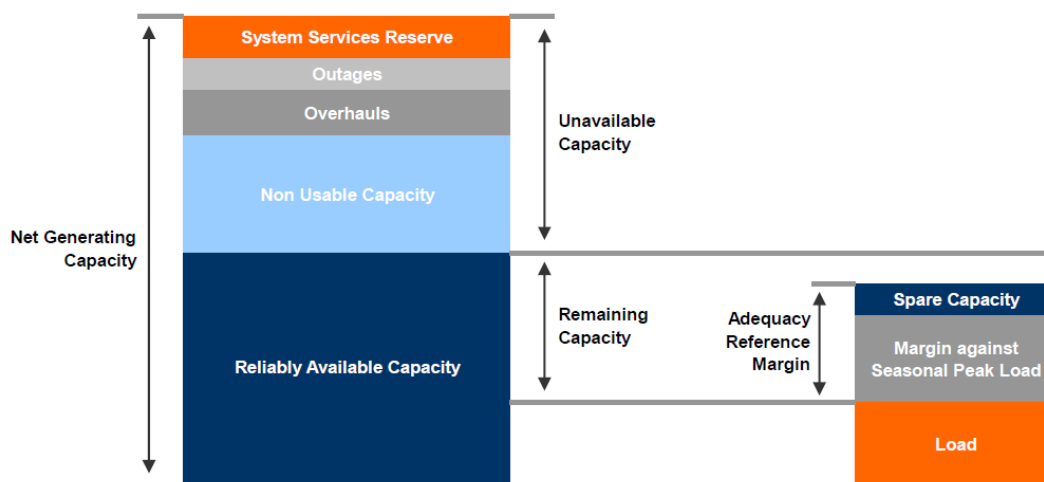 System Services Reserve
Outages
Overhauls
Non Usable Capacity
Reliably Available Capacity
Net Generating
Capacity
Unavailable
Capacity
Remaining
Capacity
Adequacy
Reference
Margin
Spare Capacity
Margin against
Seasonal Peak Load
Load